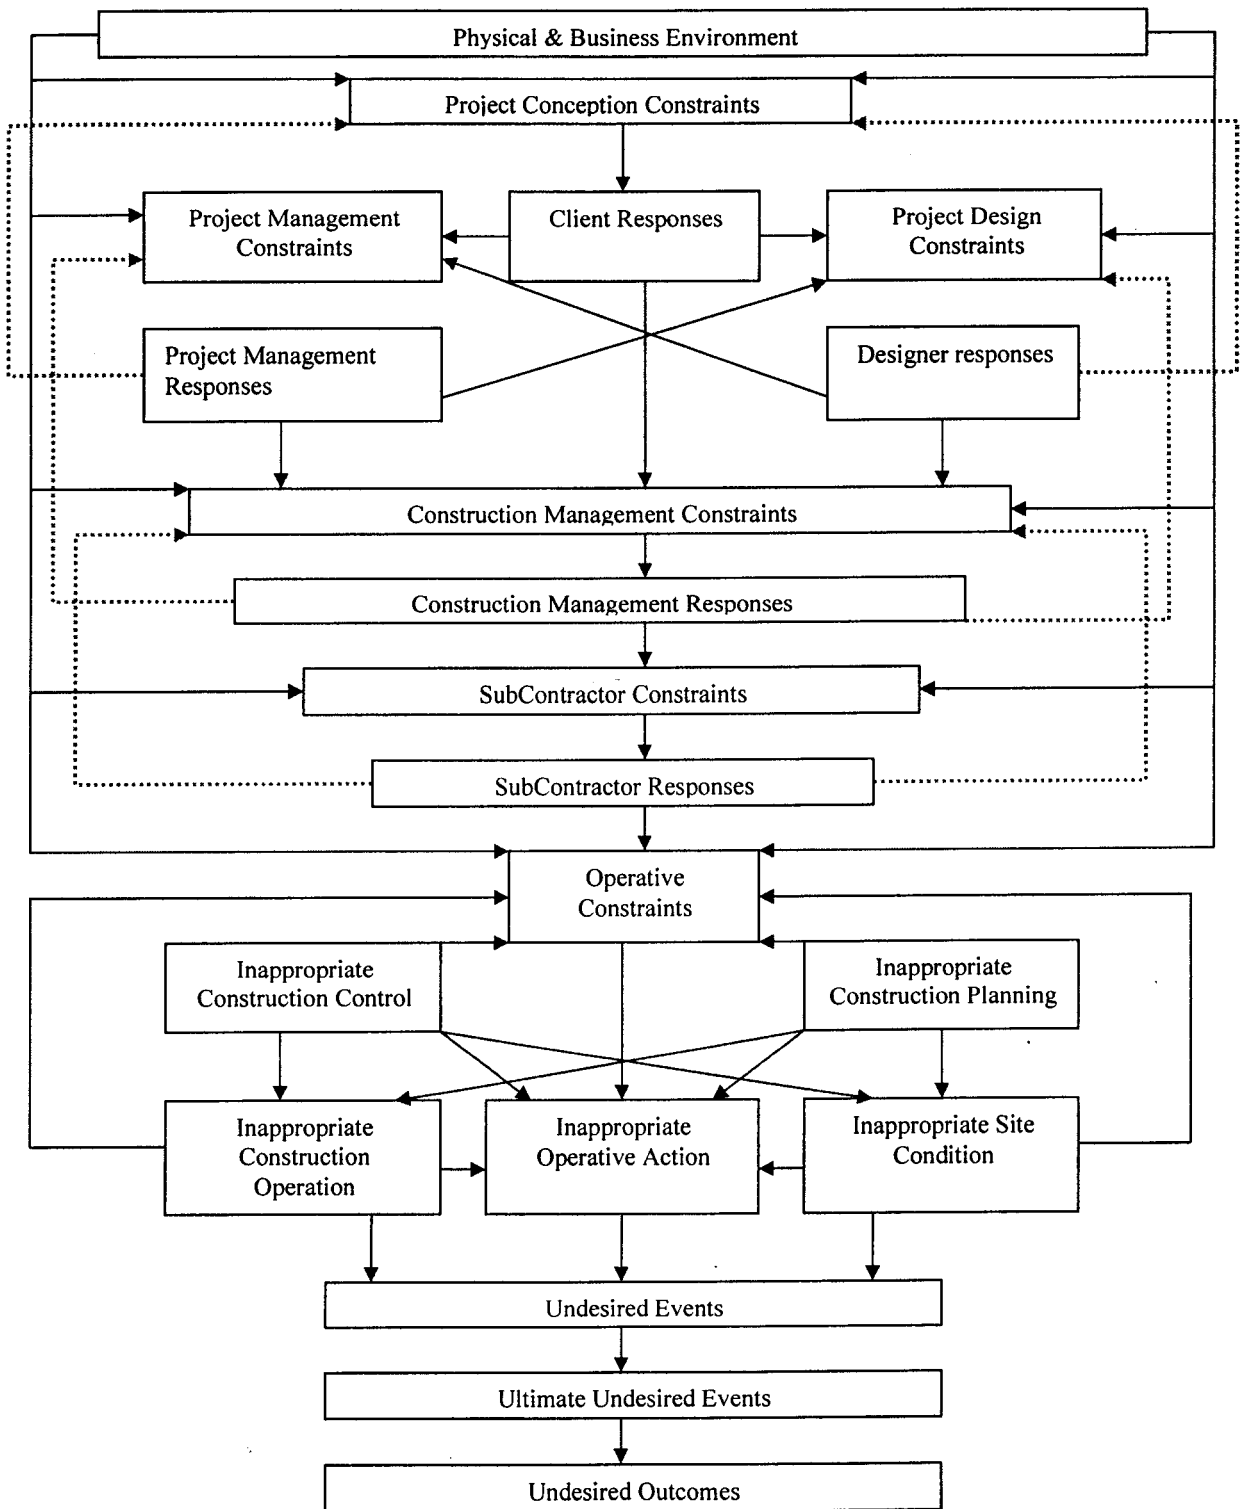 Physical & Business Environment
Project Conception Constraints
Project Management
Constraints
Client Responses
Project Design
Constraints
Project Management
Responses
Designer responses
Construction Management Constraints
Construction Management Responses
SubContractor Constraints
SubContractor Responses
Operative
Constraints
Inappropriate
Construction Control
Inappropriate
Construction Planning
Inappropriate
Construction
Operation
Inappropriate
Operative Action
Inappropriate Site
Condition
Undesired Events
Ultimate Undesired Events
Undesired Outcomes